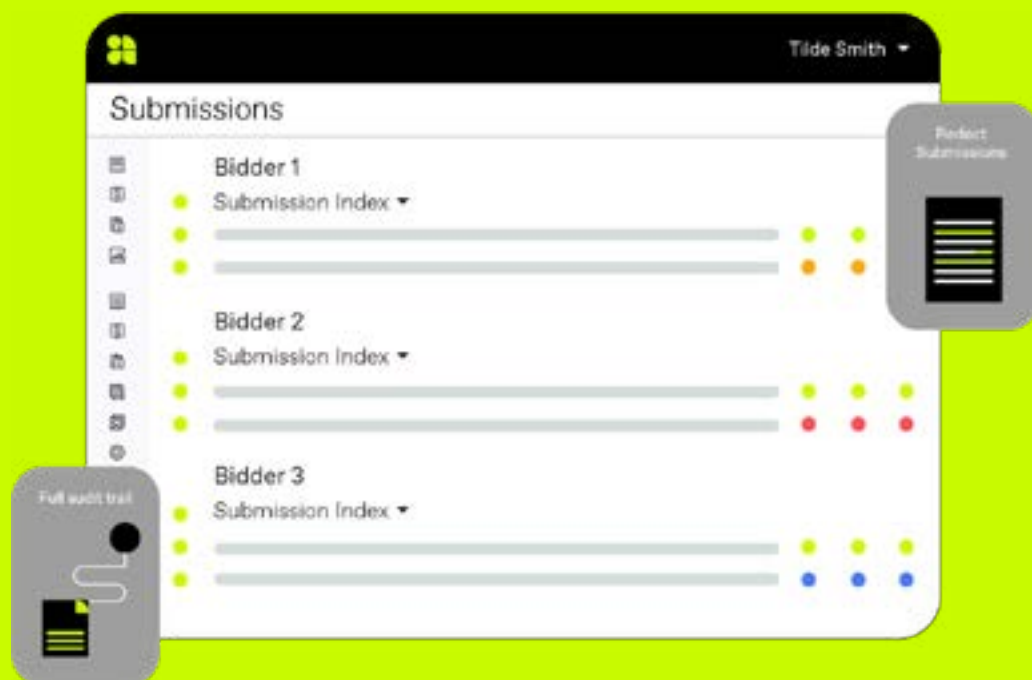 Tilde Smith
Submissions
Redact
Submissions
Bidder 1
Submission Index
Bidder 2
Submission Index
Bidder 3
Submission Index
Full audit trail